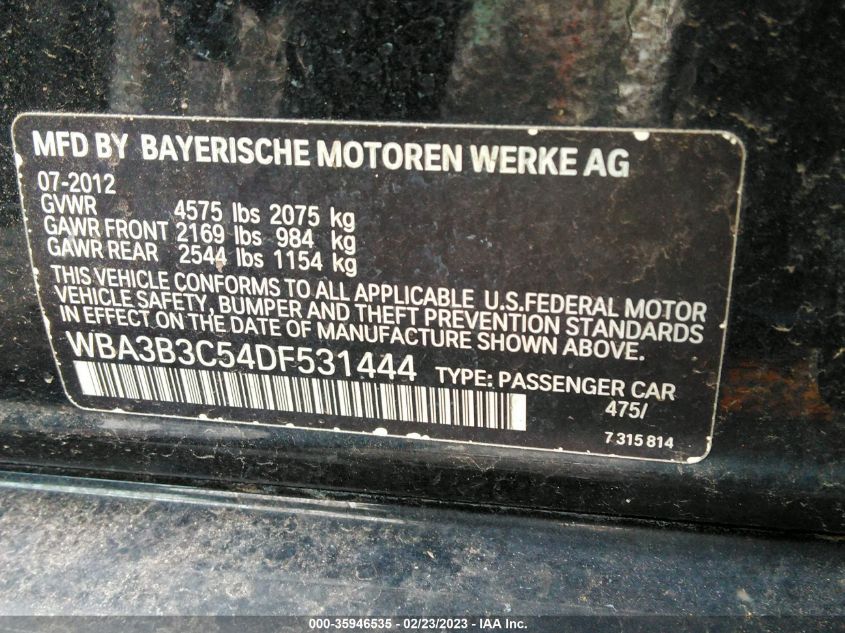 MFD BY BAYERISCHE MOTOREN WERKE AG
07-2012
GVWR 4575 lbs 2075 kg
GAWR FRONT 2169 lbs 984 kg
GAWR REAR 2544 lbs 1154 kg
THIS VEHICLE CONFORMS TO ALL APPLICABLE U.S.FEDERAL MOTOR
VEHICLE SAFETY, BUMPER AND THEFT PREVENTION STANDARDS
IN EFFECT ON THE DATE OF MANUFACTURE SHOWN ABOVE.
WBA3B3C54DF531444 TYPE: PASSENGER CAR
475/
7 315 814
000-35946535 - 02/23/2023 - IAA Inc.